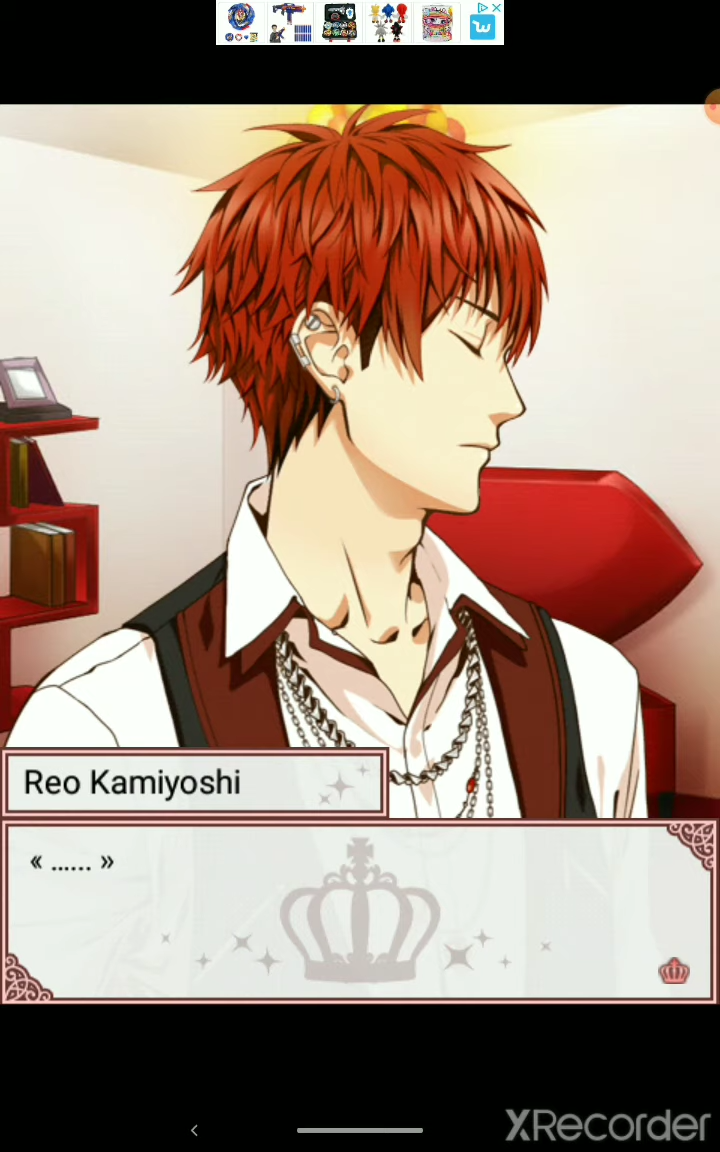 Reo Kamiyoshi
« ...... »
XRecorder